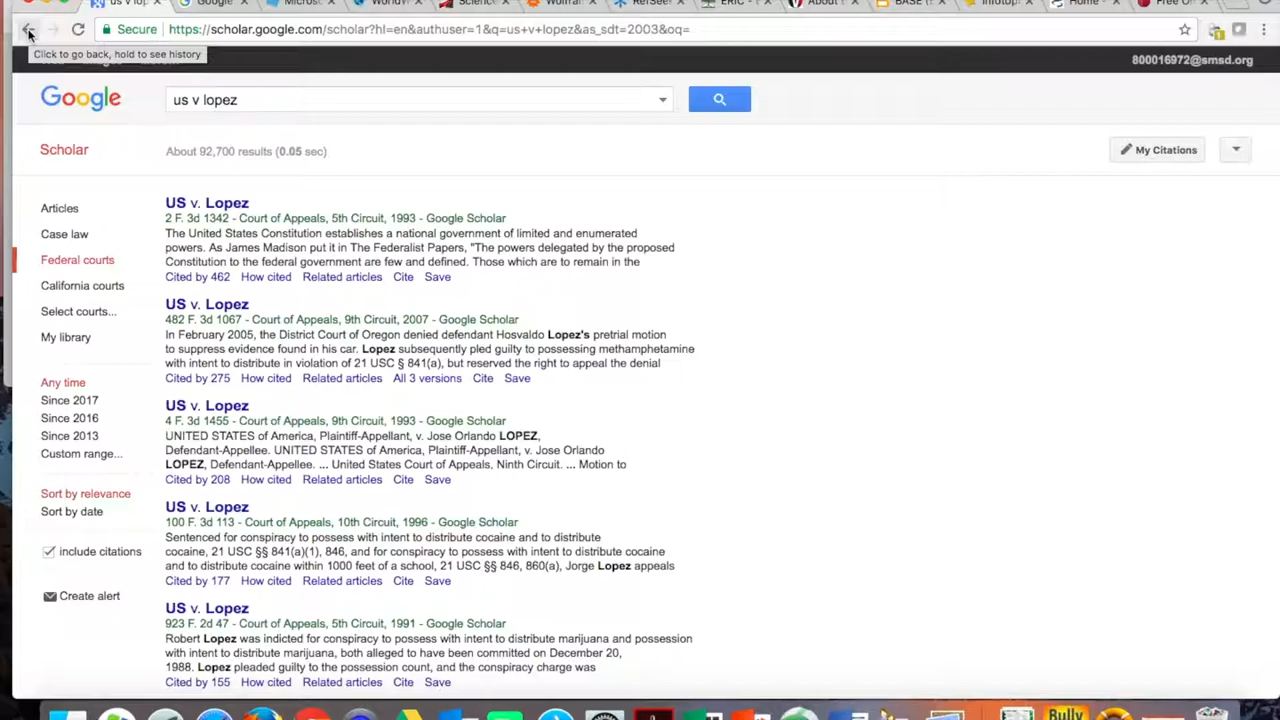 us v lop
Google
Microsc
WorldV
Science
Wolfram
RefSee
ERIC -
About
BASE (
Infotop
Home -
Free On
Secure https://scholar.google.com/scholar?hl=en&authuser=1&q=us+v+lopez&as_sdt=2003&oq=
Click to go back, hold to see history
800016972@smsd.org
Google
us v lopez
Scholar
About 92,700 results (0.05 sec)
My Citations
Articles
Case law
Federal courts
California courts
Select courts...
My library
Any time
Since 2017
Since 2016
Since 2013
Custom range...
Sort by relevance
Sort by date
include citations
Create alert
US v. Lopez
2 F. 3d 1342 - Court of Appeals, 5th Circuit, 1993 - Google Scholar
The United States Constitution establishes a national government of limited and enumerated
powers. As James Madison put it in The Federalist Papers, "The powers delegated by the proposed
Constitution to the federal government are few and defined. Those which are to remain in the
Cited by 462 How cited Related articles Cite Save
US v. Lopez
482 F. 3d 1067 - Court of Appeals, 9th Circuit, 2007 - Google Scholar
In February 2005, the District Court of Oregon denied defendant Hosvaldo Lopez's pretrial motion
to suppress evidence found in his car. Lopez subsequently pled guilty to possessing methamphetamine
with intent to distribute in violation of 21 USC § 841(a), but reserved the right to appeal the denial
Cited by 275 How cited Related articles All 3 versions Cite Save
US v. Lopez
4 F. 3d 1455 - Court of Appeals, 9th Circuit, 1993 - Google Scholar
UNITED STATES of America, Plaintiff-Appellant, v. Jose Orlando LOPEZ,
Defendant-Appellee. UNITED STATES of America, Plaintiff-Appellant, v. Jose Orlando
LOPEZ, Defendant-Appellee. ... United States Court of Appeals, Ninth Circuit. ... Motion to
Cited by 208 How cited Related articles Cite Save
US v. Lopez
100 F. 3d 113 - Court of Appeals, 10th Circuit, 1996 - Google Scholar
Sentenced for conspiracy to possess with intent to distribute cocaine and to distribute
cocaine, 21 USC §§ 841(a)(1), 846, and for conspiracy to possess with intent to distribute cocaine
and to distribute cocaine within 1000 feet of a school, 21 USC §§ 846, 860(a), Jorge Lopez appeals
Cited by 177 How cited Related articles Cite Save
US v. Lopez
923 F. 2d 47 - Court of Appeals, 5th Circuit, 1991 - Google Scholar
Robert Lopez was indicted for conspiracy to possess with intent to distribute marijuana and possession
with intent to distribute marijuana, both alleged to have been committed on December 20,
1988. Lopez pleaded guilty to the possession count, and the conspiracy charge was
Cited by 155 How cited Related articles Cite Save
Bully